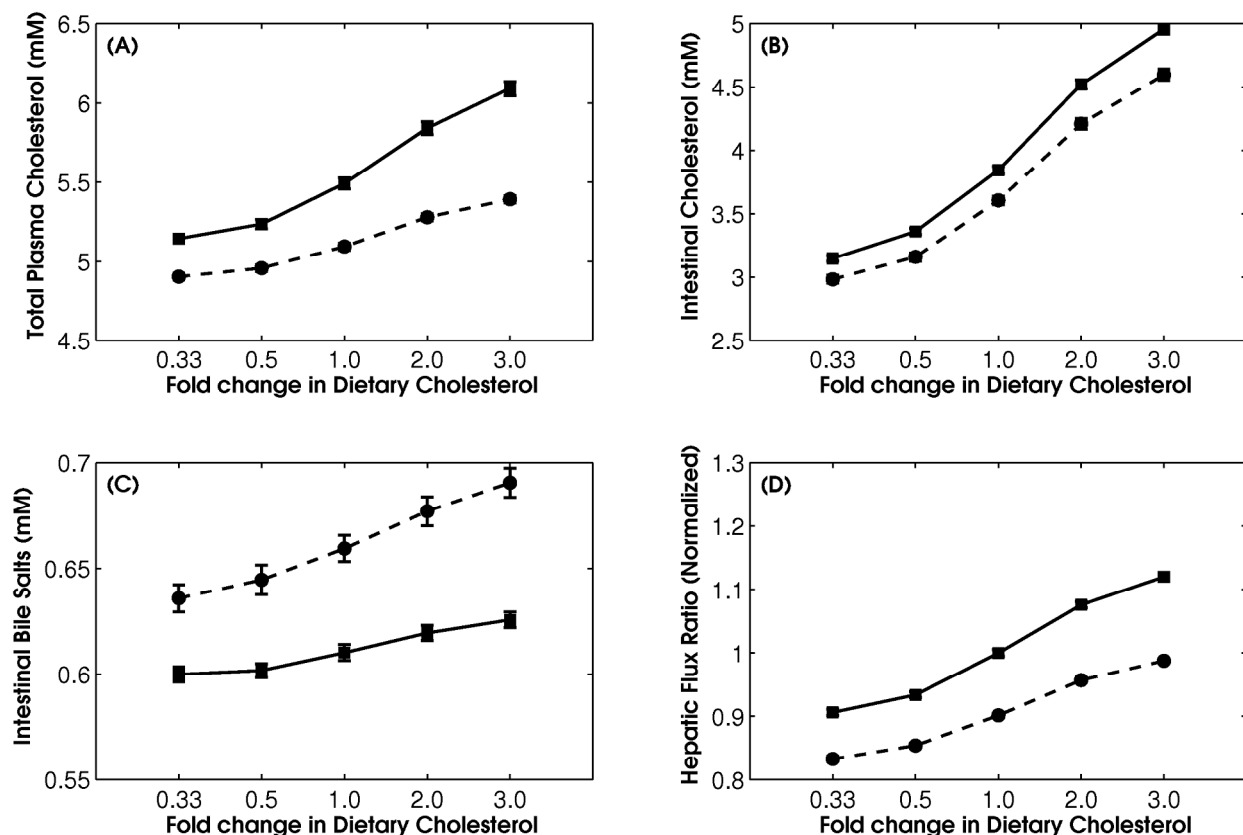 (A)
Total Plasma Cholesterol (mM)
6.5
6
5.5
5
4.5
0.33 0.5 1.0 2.0 3.0
Fold change in Dietary Cholesterol
(B)
Intestinal Cholesterol (mM)
5
4.5
4
3.5
3
2.5
0.33 0.5 1.0 2.0 3.0
Fold change in Dietary Cholesterol
(C)
Intestinal Bile Salts (mM)
0.7
0.65
0.6
0.55
0.33 0.5 1.0 2.0 3.0
Fold change in Dietary Cholesterol
(D)
Hepatic Flux Ratio (Normalized)
1.3
1.2
1.1
1
0.9
0.8
0.33 0.5 1.0 2.0 3.0
Fold change in Dietary Cholesterol